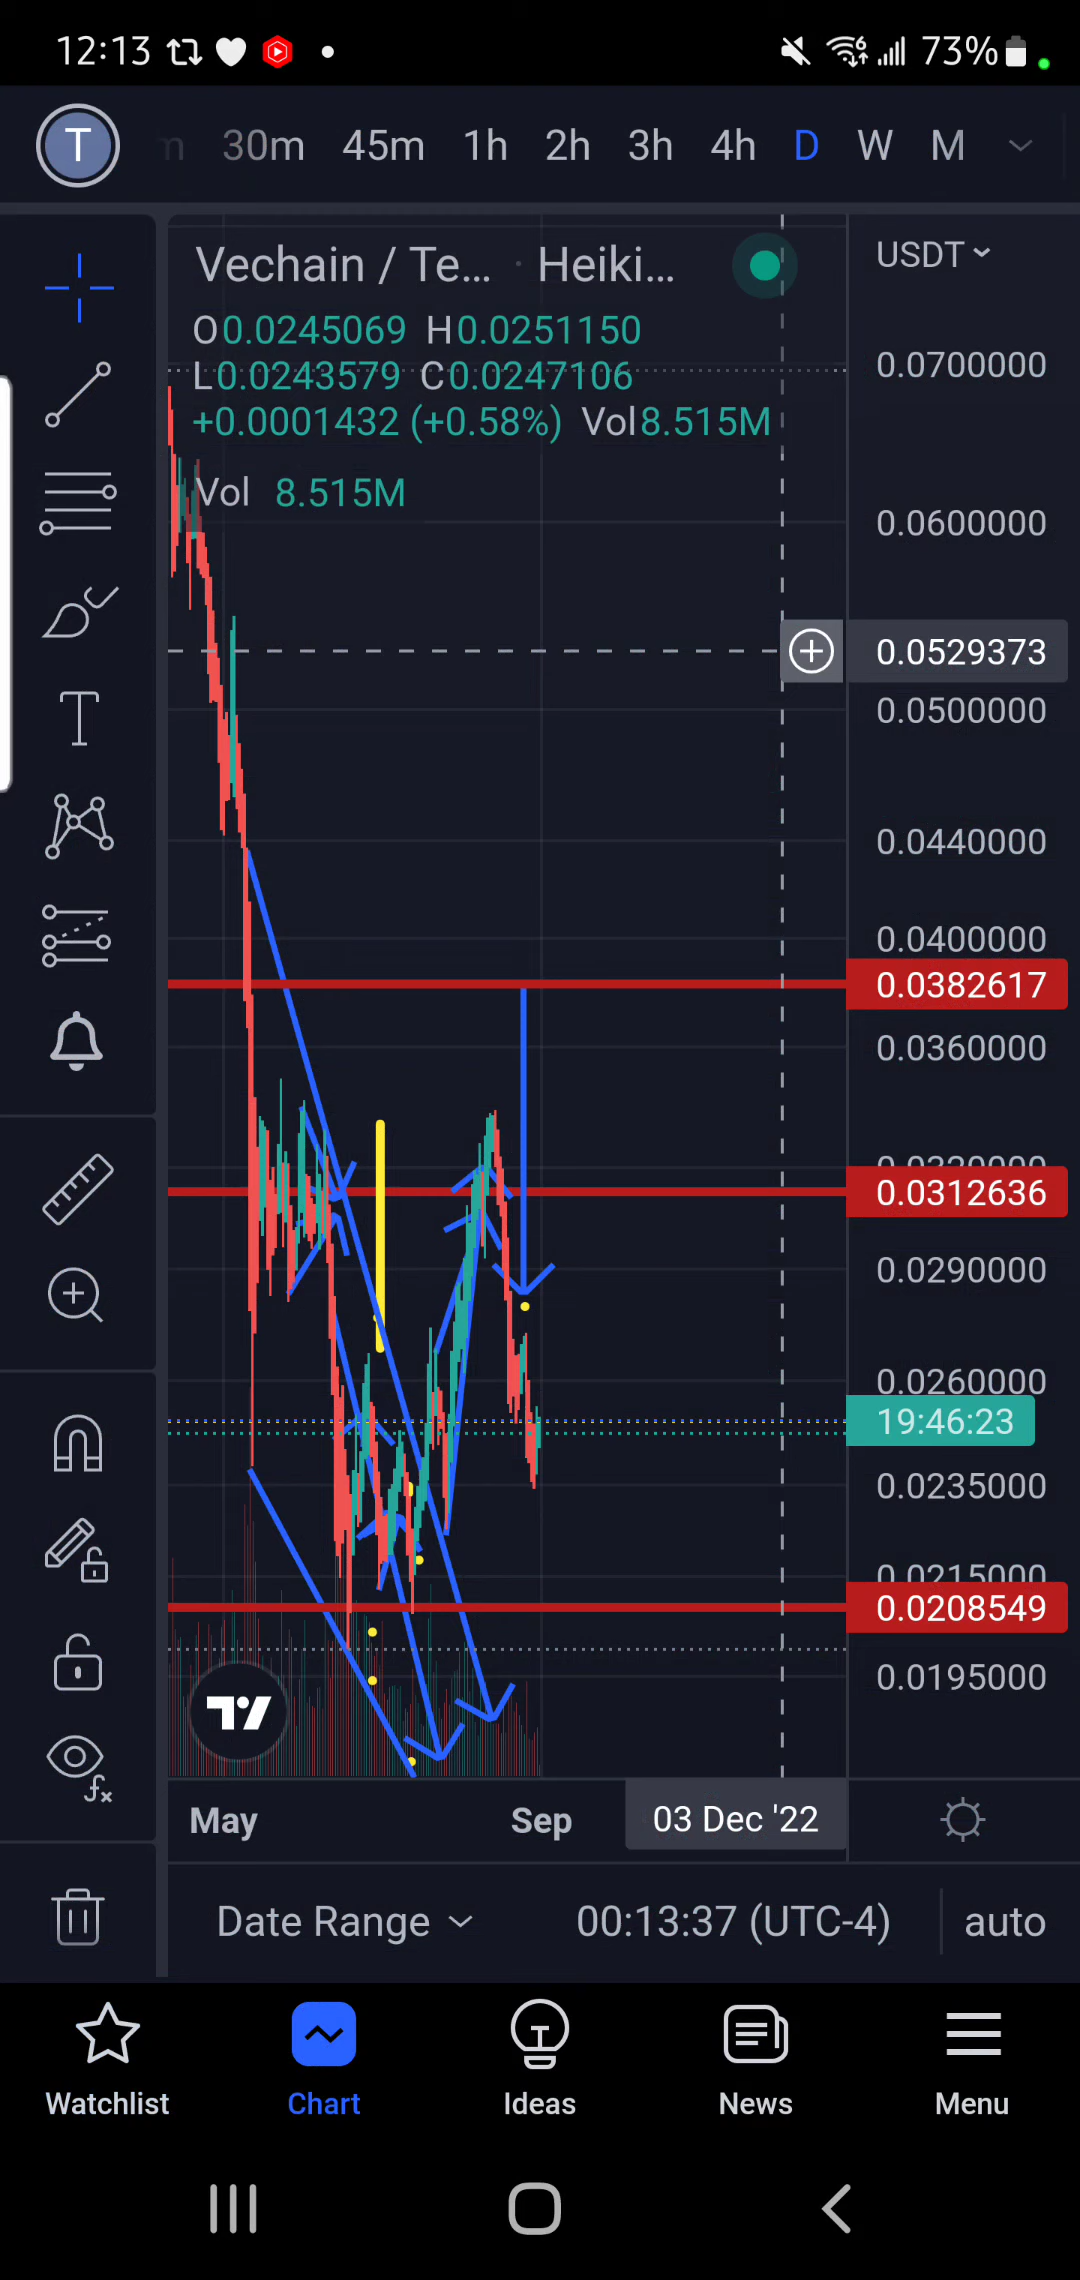 12:13 73%
T 30m 45m 1h 2h 3h 4h D W M
Vechain / Te... · Heiki...
USDT
O0.0245069 H0.0251150
L0.0243579 C0.0247106
+0.0001432 (+0.58%) Vol8.515M
Vol 8.515M
0.0700000
0.0600000
0.0529373
0.0500000
0.0440000
0.0400000
0.0382617
0.0360000
0.0312636
0.0290000
0.0260000
19:46:23
0.0235000
0.0215000
0.0208549
0.0195000
May Sep 03 Dec '22
Date Range 00:13:37 (UTC-4) auto
Watchlist Chart Ideas News Menu